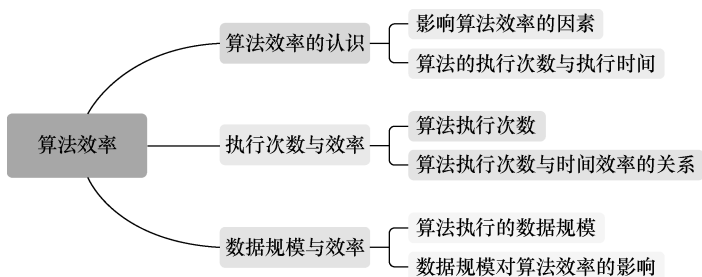 算法效率
算法效率的认识
影响算法效率的因素
算法的执行次数与执行时间
执行次数与效率
算法执行次数
算法执行次数与时间效率的关系
数据规模与效率
算法执行的数据规模
数据规模对算法效率的影响